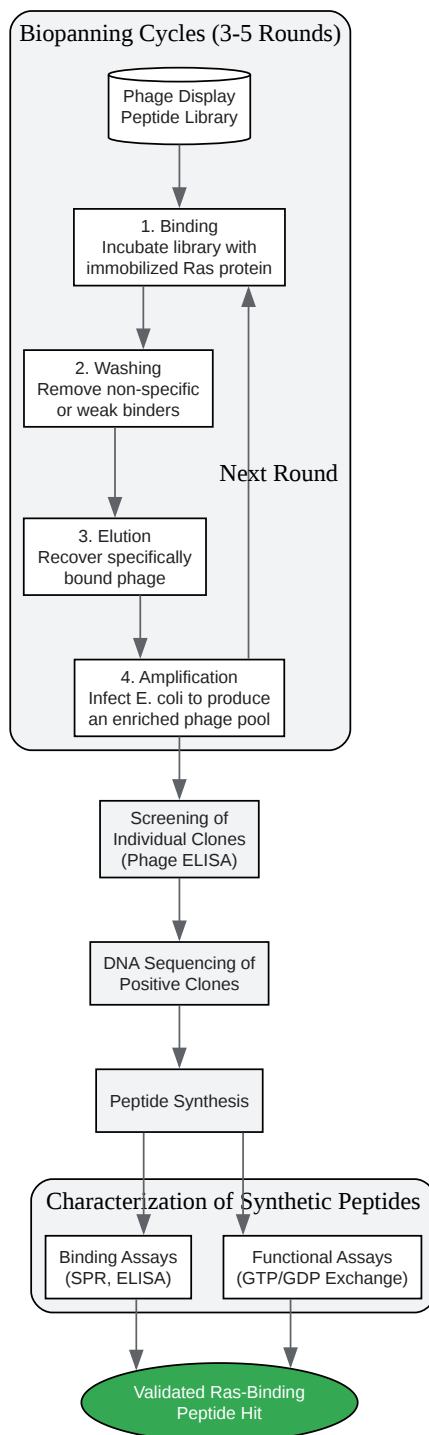 Biopanning Cycles (3-5 Rounds)
Phage Display
Peptide Library
1. Binding
Incubate library with
immobilized Ras protein
2. Washing
Remove non-specific
or weak binders
Next Round
3. Elution
Recover specifically
bound phage
4. Amplification
Infect E. coli to produce
an enriched phage pool
Screening of
Individual Clones
(Phage ELISA)
DNA Sequencing of
Positive Clones
Peptide Synthesis
Characterization of Synthetic Peptides
Binding Assays
(SPR, ELISA)
Functional Assays
(GTP/GDP Exchange)
Validated Ras-Binding
Peptide Hit